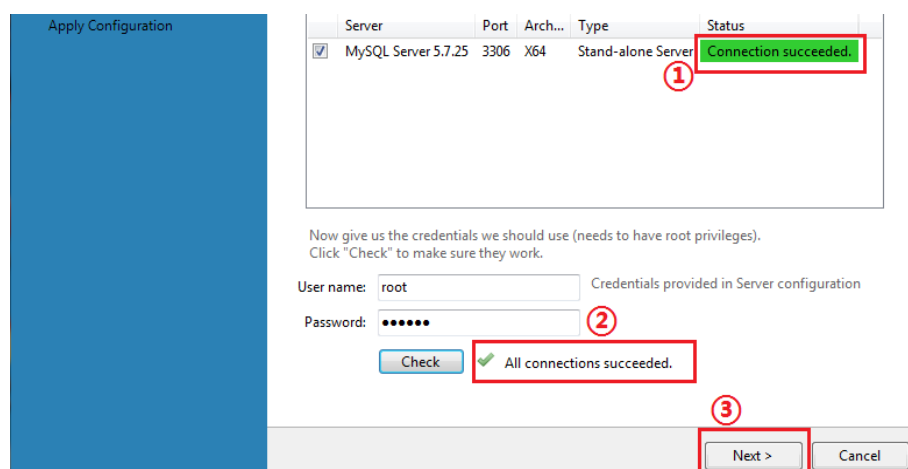 Apply Configuration
Server Port Arch... Type Status
MySQL Server 5.7.25 3306 X64 Stand-alone Server Connection succeeded.
①
Now give us the credentials we should use (needs to have root privileges).
Click "Check" to make sure they work.
User name: root Credentials provided in Server configuration
Password: ●●●●●● ②
Check All connections succeeded.
③
Next > Cancel